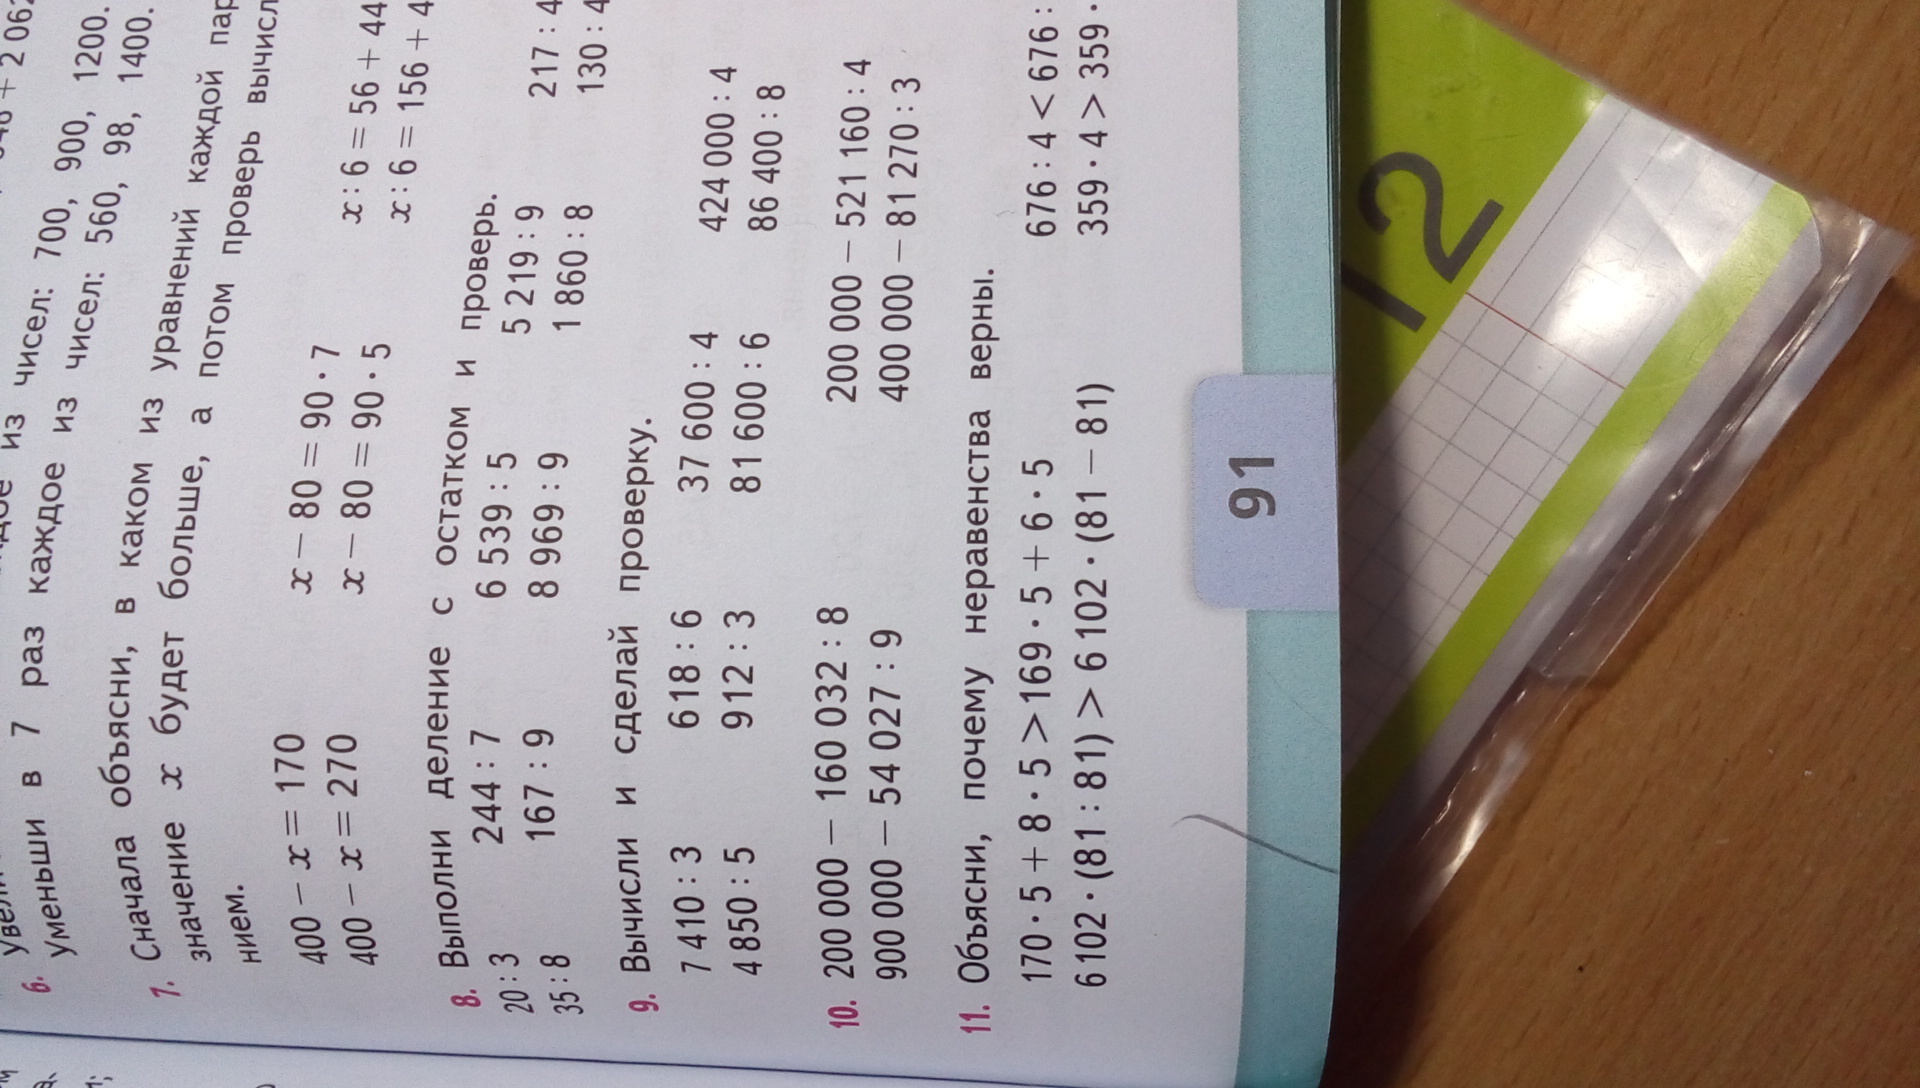 + 2 06
6.
Уменьши в 7 раз каждое из чисел: 700, 900, 1200.
из чисел: 560, 98, 1400.
7. Сначала объясни, в каком из уравнений каждой пар
значение x будет больше, а потом проверь вычисл
нием.
400 − x = 170 x − 80 = 90 · 7 x : 6 = 56 + 44
400 − x = 270 x − 80 = 90 · 5 x : 6 = 156 + 4
8. Выполни деление с остатком и проверь.
20 : 3 244 : 7 6 539 : 5 5 219 : 9 217 : 4
35 : 8 167 : 9 8 969 : 9 1 860 : 8 130 : 4
9. Вычисли и сделай проверку.
7 410 : 3 618 : 6 37 600 : 4 424 000 : 4
4 850 : 5 912 : 3 81 600 : 6 86 400 : 8
10. 200 000 − 160 032 : 8 200 000 − 521 160 : 4
900 000 − 54 027 : 9 400 000 − 81 270 : 3
11. Объясни, почему неравенства верны.
170 · 5 + 8 · 5 > 169 · 5 + 6 · 5 676 : 4 < 676 :
6 102 · (81 : 81) > 6 102 · (81 − 81) 359 · 4 > 359 ·
91
12